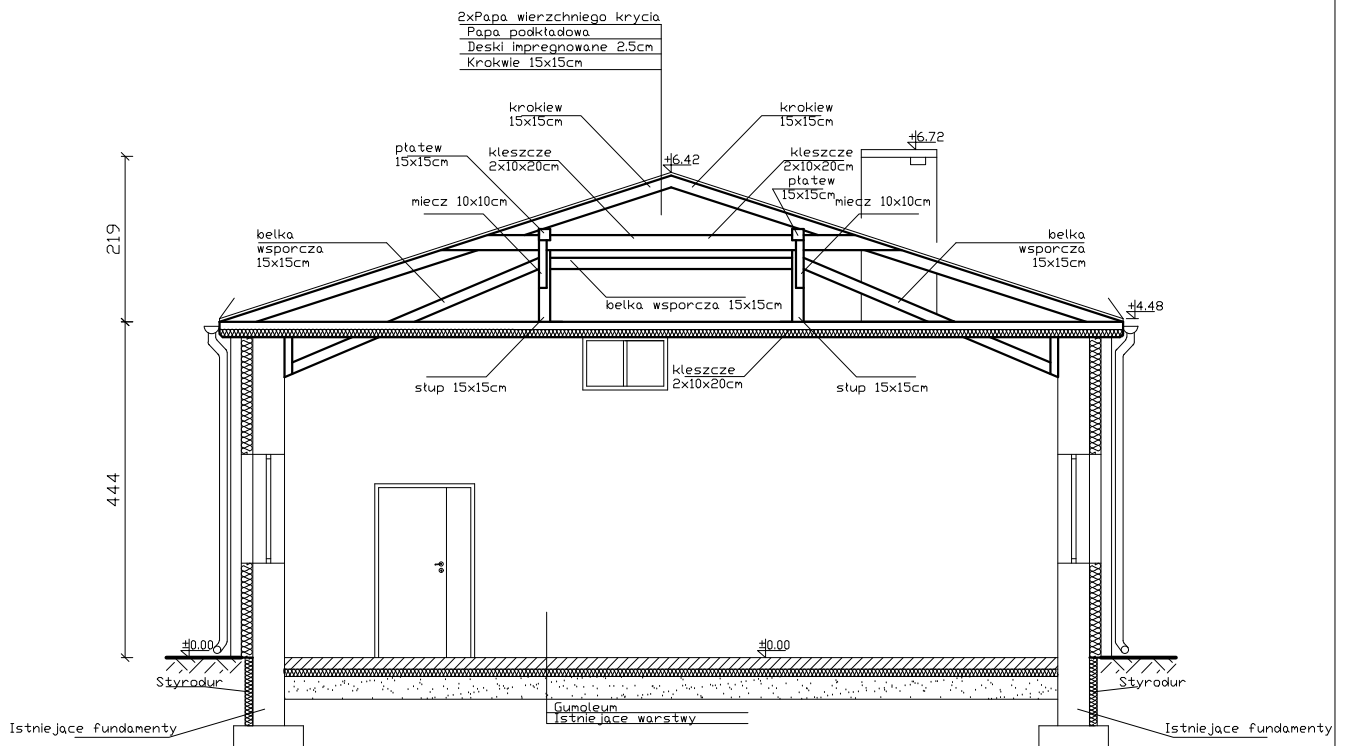 2xPapa wierzchniego krycia
Papa podkładowa
Deski impregnowane 2.5cm
Krokwie 15x15cm
krokiew
15x15cm
krokiew
15x15cm
+6.72
płatew
15x15cm
kleszcze
2x10x20cm
+6.42
kleszcze
2x10x20cm
płatew
15x15cm
miecz 10x10cm
miecz 10x10cm
219
belka
wsporcza
15x15cm
belka
wsporcza
15x15cm
belka wsporcza 15x15cm
+4.48
kleszcze
2x10x20cm
słup 15x15cm
słup 15x15cm
444
±0.00
±0.00
Styrodur
Styrodur
Gumoleum
Istniejące warstwy
Istniejące fundamenty
Istniejące fundamenty